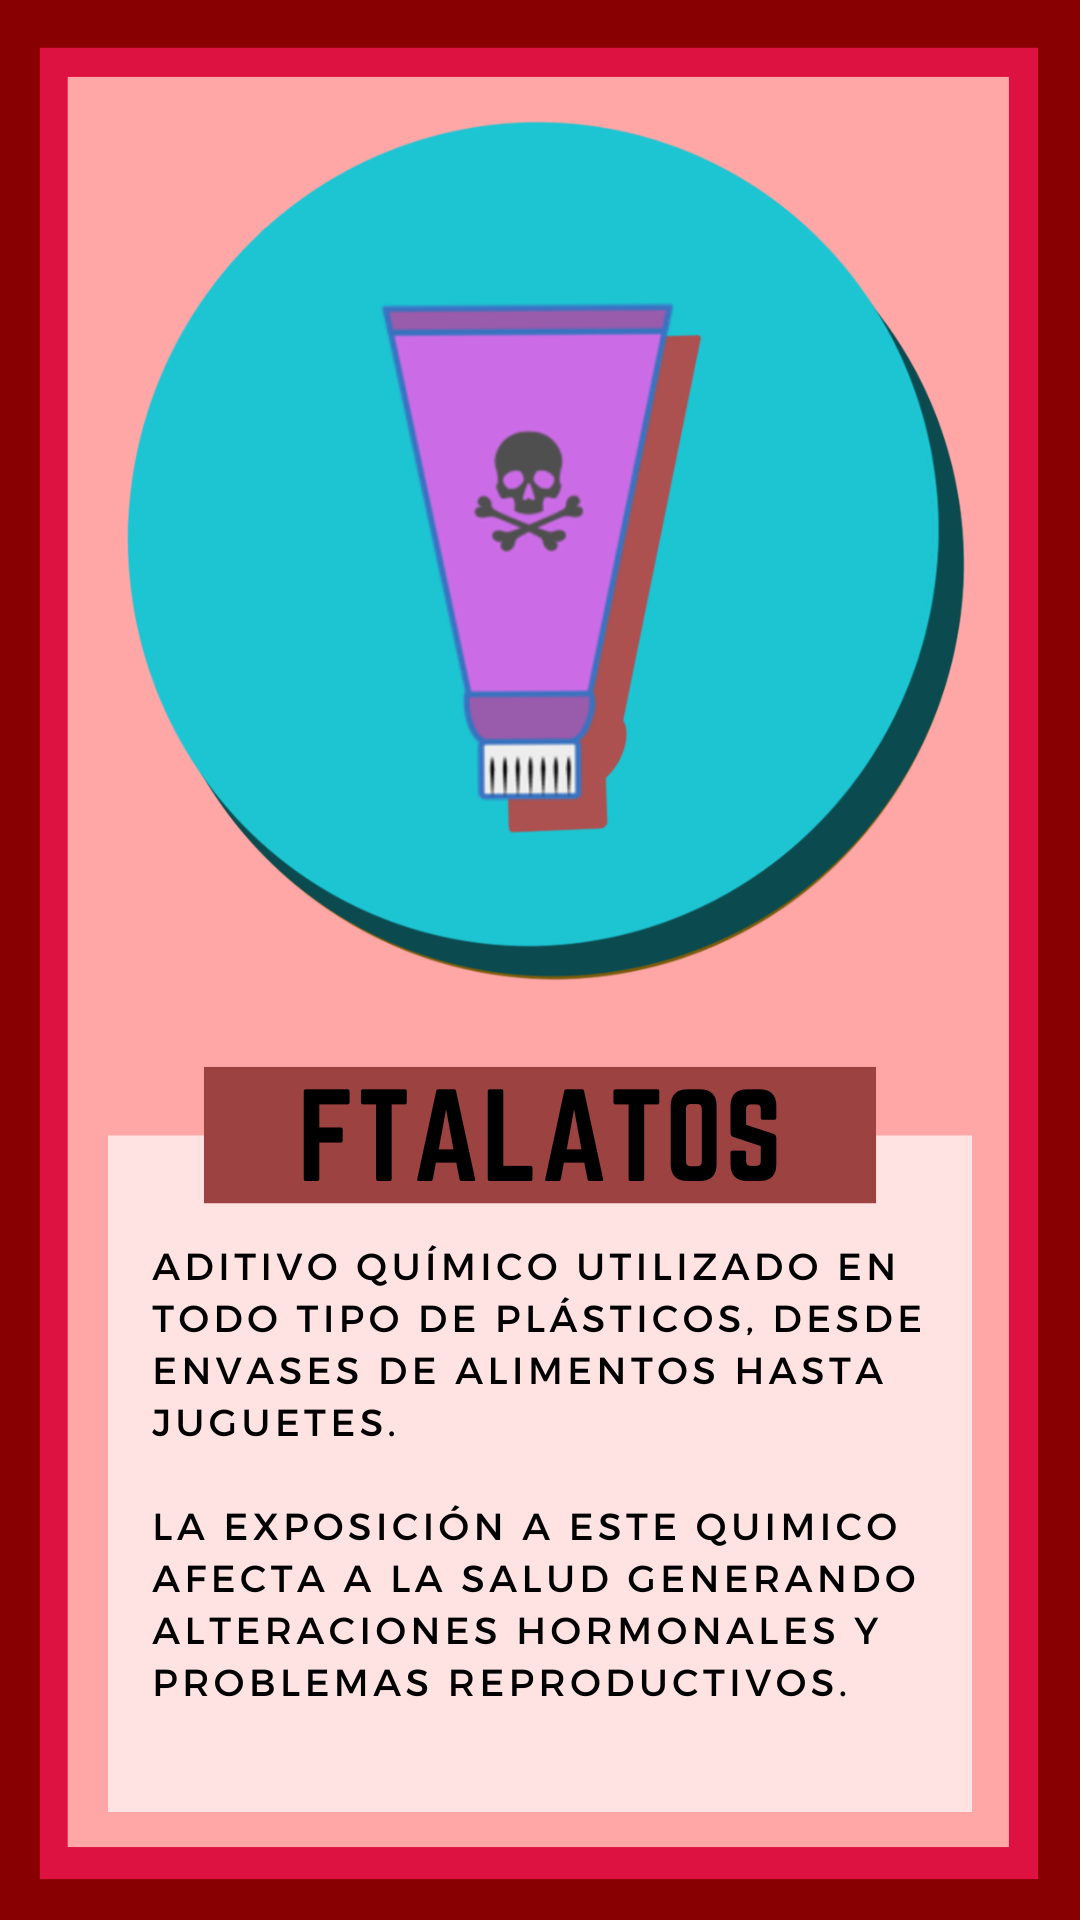 FTALATOS
ADITIVO QUÍMICO UTILIZADO EN
TODO TIPO DE PLÁSTICOS, DESDE
ENVASES DE ALIMENTOS HASTA
JUGUETES.
LA EXPOSICIÓN A ESTE QUIMICO
AFECTA A LA SALUD GENERANDO
ALTERACIONES HORMONALES Y
PROBLEMAS REPRODUCTIVOS.